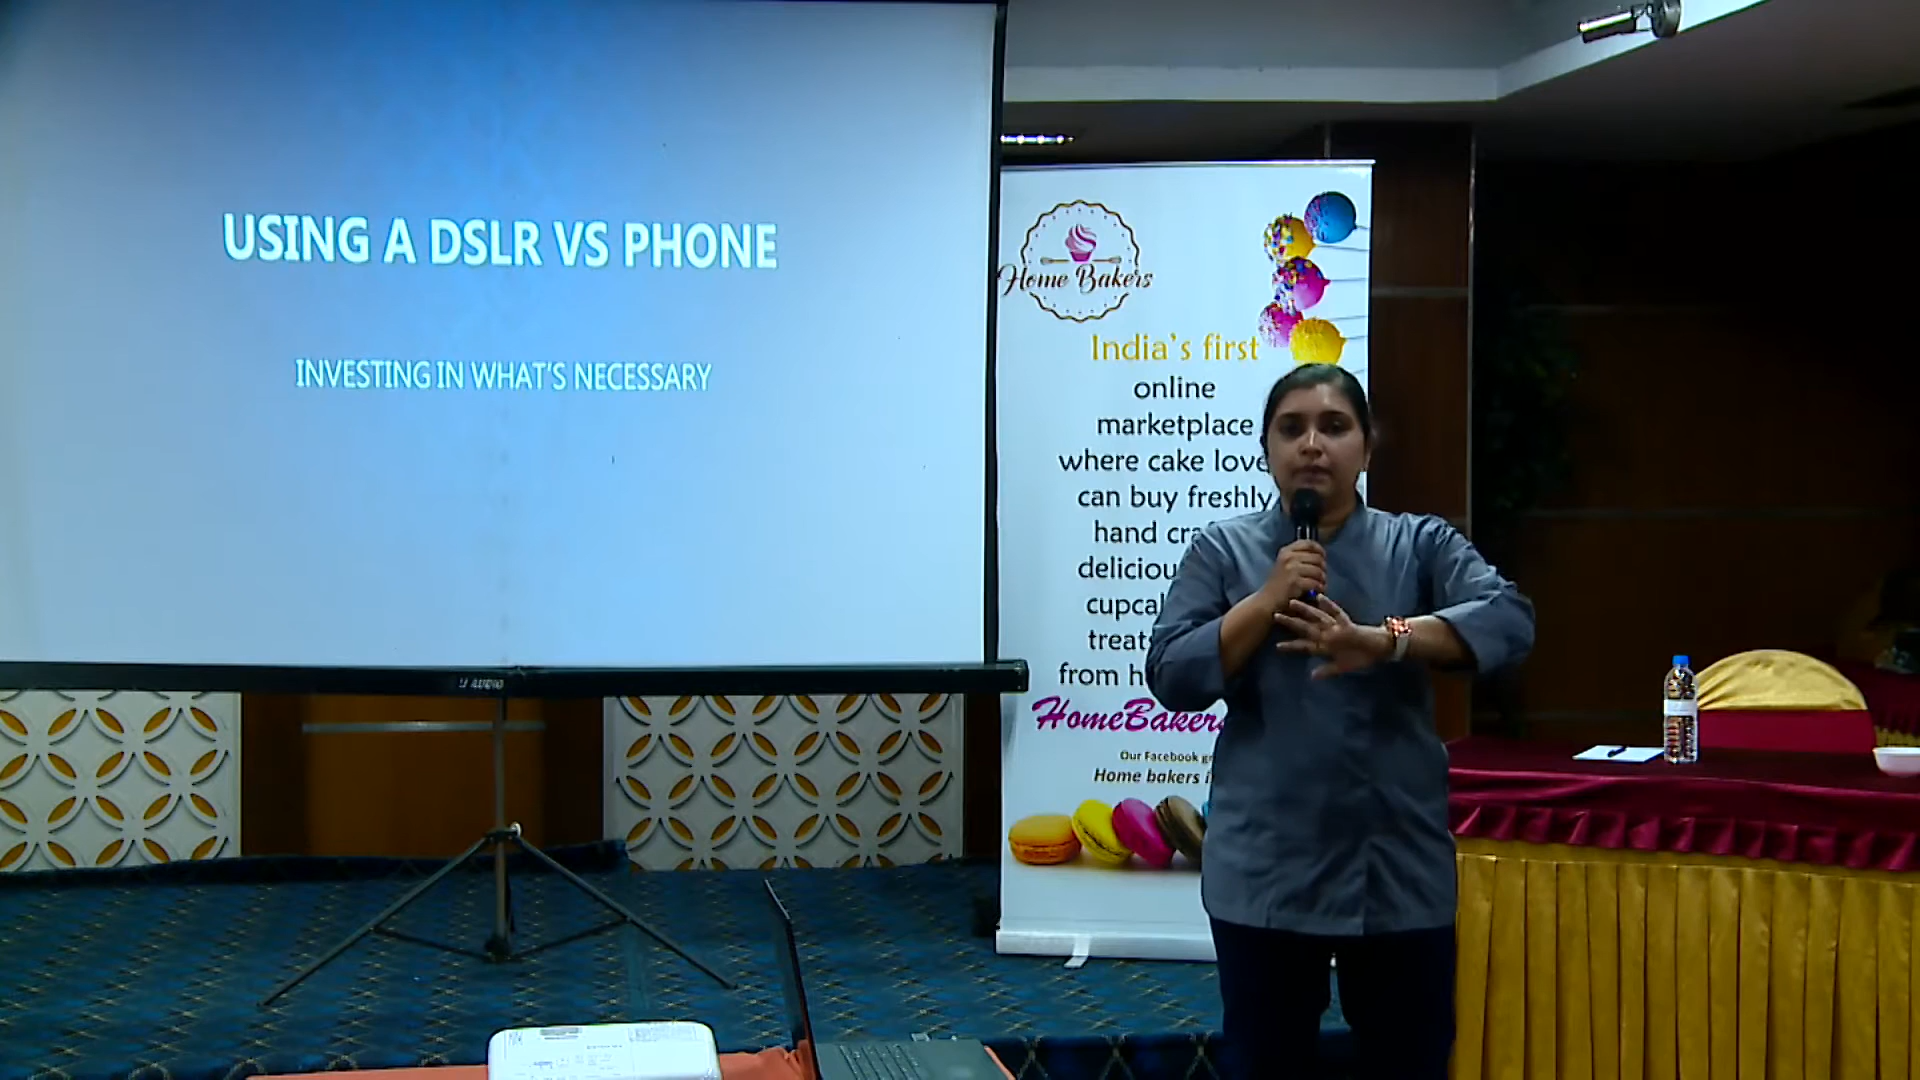 USING A DSLR VS PHONE
INVESTING IN WHAT'S NECESSARY
Home Bakers
India's first
online
marketplace
where cake love
can buy freshly
hand cra
deliciou
cupca
treats
from h
HomeBakers
Our Facebook g
Home bakers i